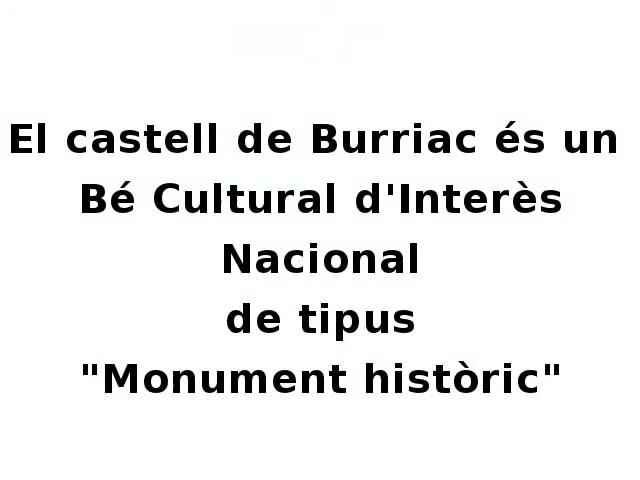 El castell de Burriac és un
Bé Cultural d'Interès
Nacional
de tipus
"Monument històric"